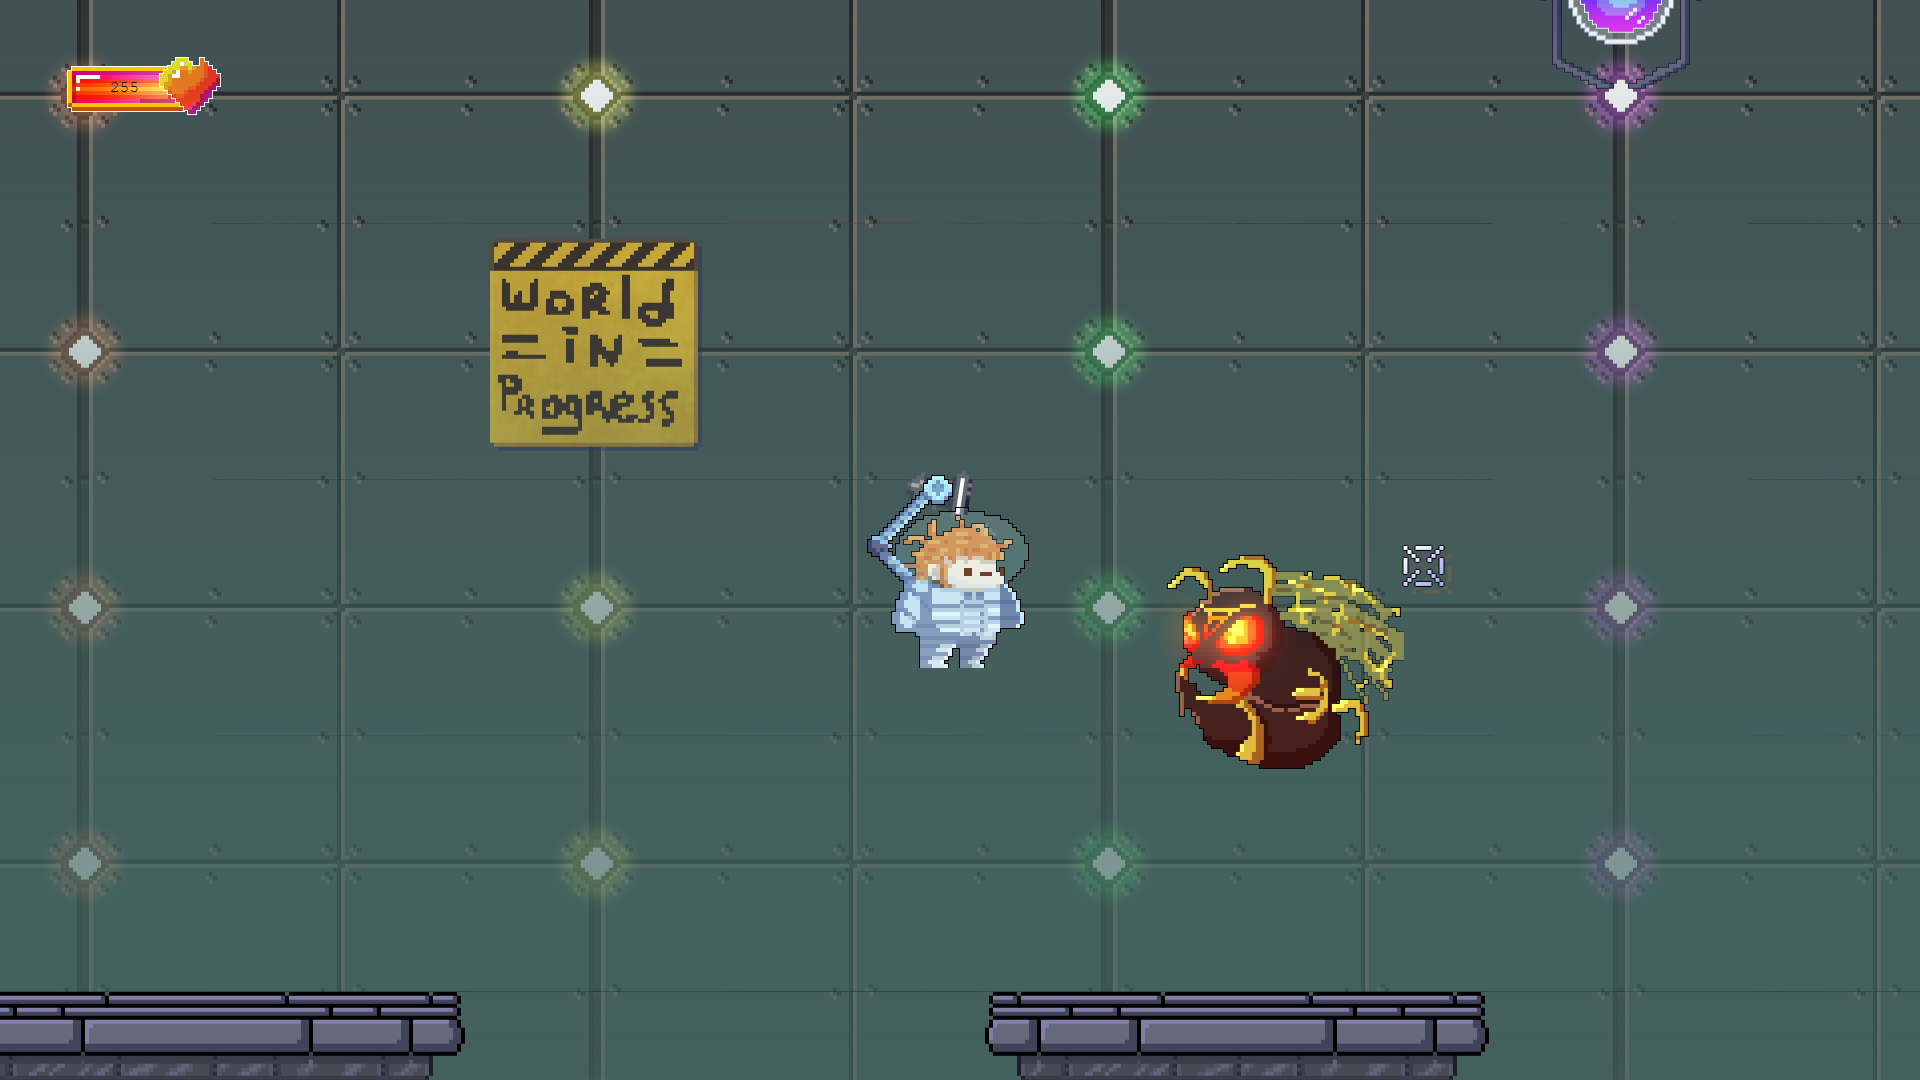 255
WoRld
= iN =
PRogRess